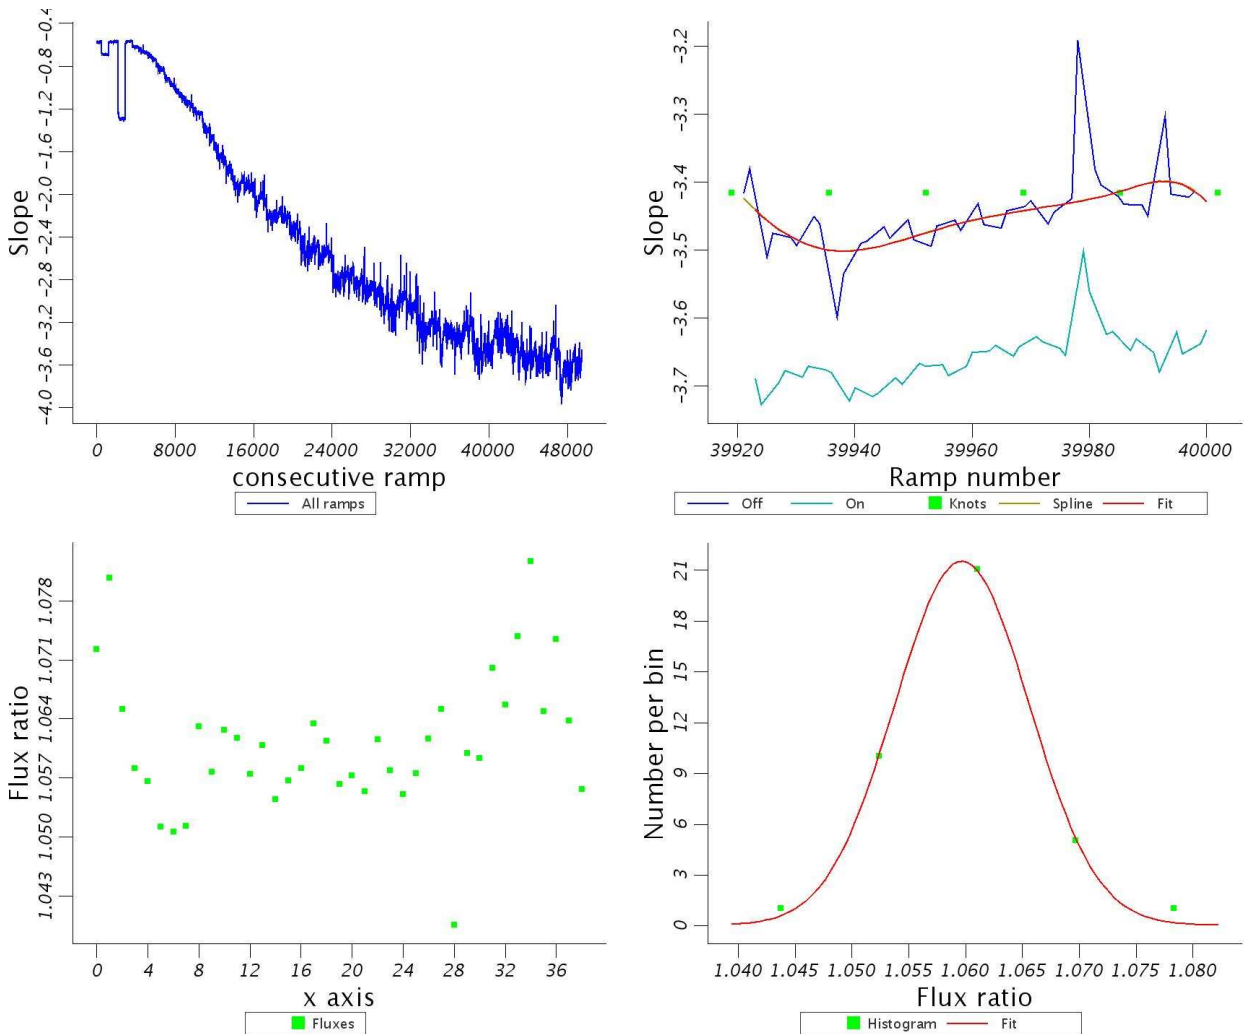 -0.4
-0.8
-1.2
-1.6
-2.0
-2.4
-2.8
-3.2
-3.6
-4.0
Slope
0 8000 16000 24000 32000 40000 48000
consecutive ramp
All ramps
-3.2
-3.3
-3.4
-3.5
-3.6
-3.7
Slope
39920 39940 39960 39980 40000
Ramp number
Off On Knots Spline Fit
1.078
1.071
1.064
1.057
1.050
1.043
Flux ratio
0 4 8 12 16 20 24 28 32 36
x axis
Fluxes
21
18
15
12
9
6
3
0
Number per bin
1.040 1.045 1.050 1.055 1.060 1.065 1.070 1.075 1.080
Flux ratio
Histogram Fit